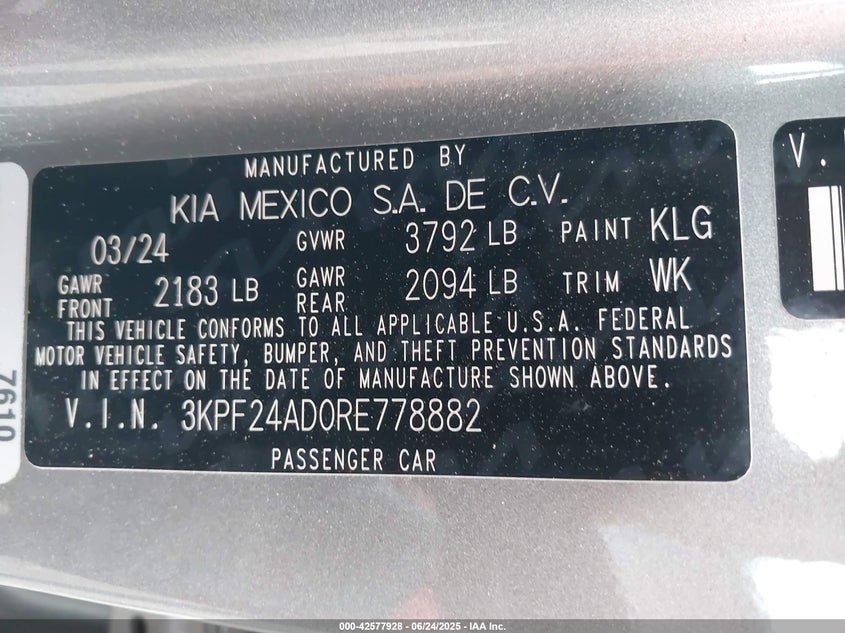 MANUFACTURED BY
KIA MEXICO S.A. DE C.V.
03/24 GVWR 3792 LB PAINT KLG
GAWR FRONT 2183 LB GAWR REAR 2094 LB TRIM WK
THIS VEHICLE CONFORMS TO ALL APPLICABLE U.S.A. FEDERAL
MOTOR VEHICLE SAFETY, BUMPER, AND THEFT PREVENTION STANDARDS
IN EFFECT ON THE DATE OF MANUFACTURE SHOWN ABOVE.
V.I.N. 3KPF24AD0RE778882
PASSENGER CAR
V.
7610
000-42577928 - 06/24/2025 - IAA Inc.